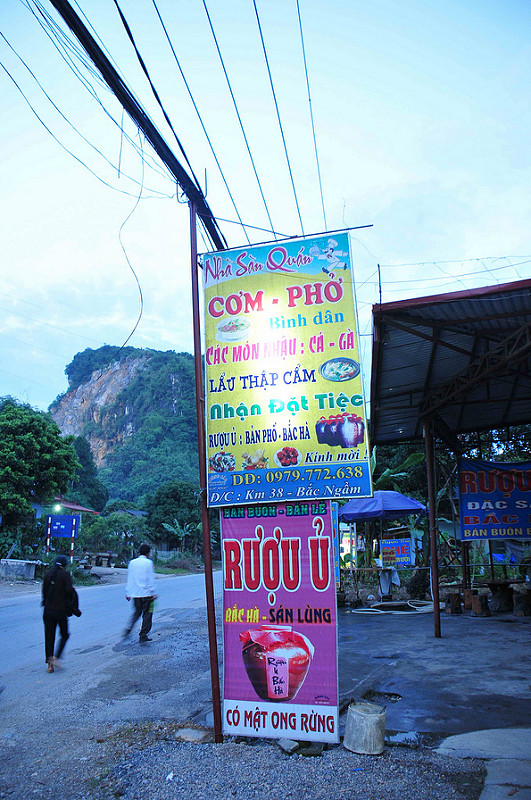 Nhà Sàn Quán
CƠM - PHỞ
Bình dân
CÁC MÓN NHẬU : CÁ - GÀ
LẨU THẬP CẨM
Nhận Đặt Tiệc
RƯỢU Ủ : BẢN PHỐ - BẮC HÀ
Kính mời !
DĐ: 0979.772.638
Đ/C : Km 38 - Bắc Ngầm
BÁN BUÔN - BÁN LẺ
RƯỢU Ủ
BẮC HÀ - SÁN LÙNG
Rượu
Ủ Bắc
Hà
CÓ MẬT ONG RỪNG
RƯỢU
ĐẶC S
BẮC
BÁN BUÔN